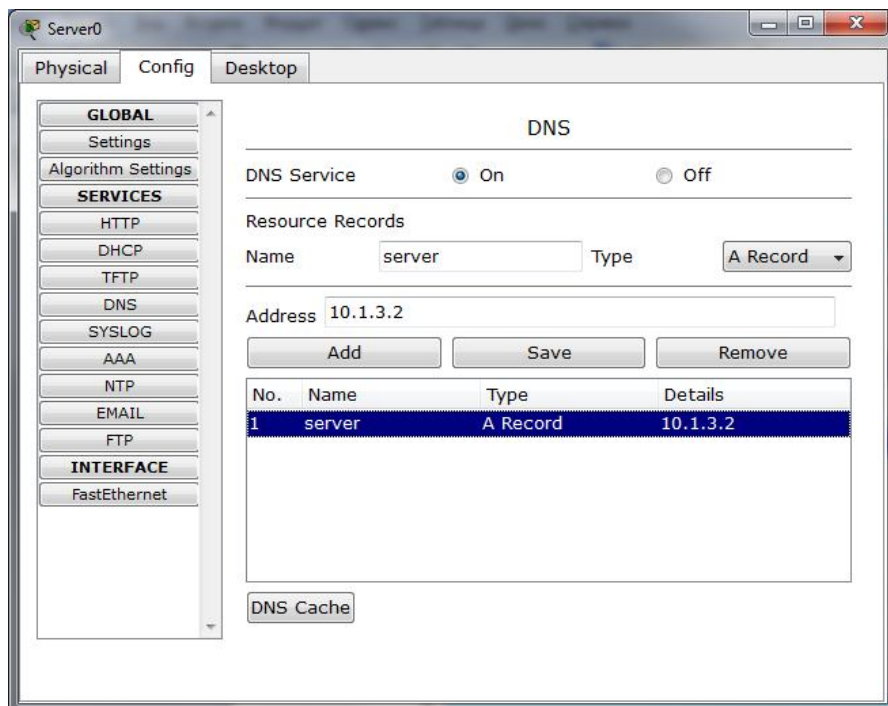 Server0
Physical Config Desktop
GLOBAL
Settings
Algorithm Settings
SERVICES
HTTP
DHCP
TFTP
DNS
SYSLOG
AAA
NTP
EMAIL
FTP
INTERFACE
FastEthernet
DNS
DNS Service On Off
Resource Records
Name server Type A Record
Address 10.1.3.2
Add Save Remove
No. Name Type Details
1 server A Record 10.1.3.2
DNS Cache